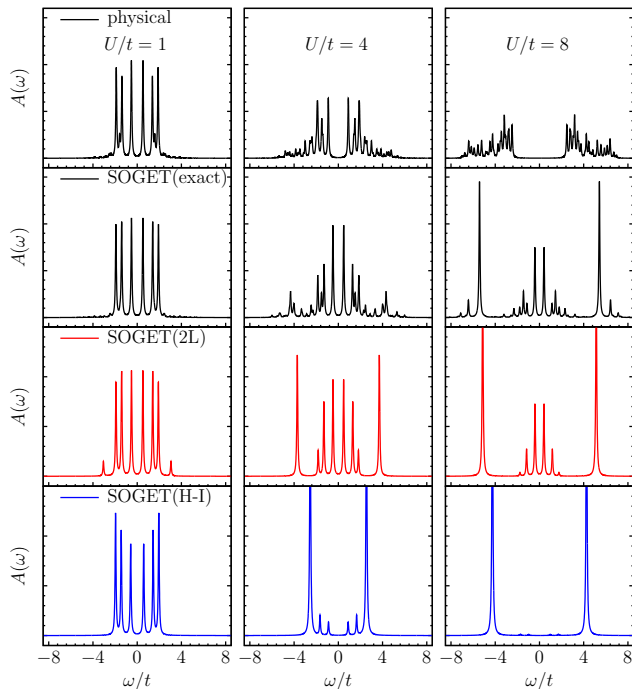 physical
U/t = 1
U/t = 4
U/t = 8
A(ω)
SOGET(exact)
A(ω)
SOGET(2L)
A(ω)
SOGET(H-I)
A(ω)
−8 −4 0 4 8
−8 −4 0 4 8
−8 −4 0 4 8
ω/t
ω/t
ω/t